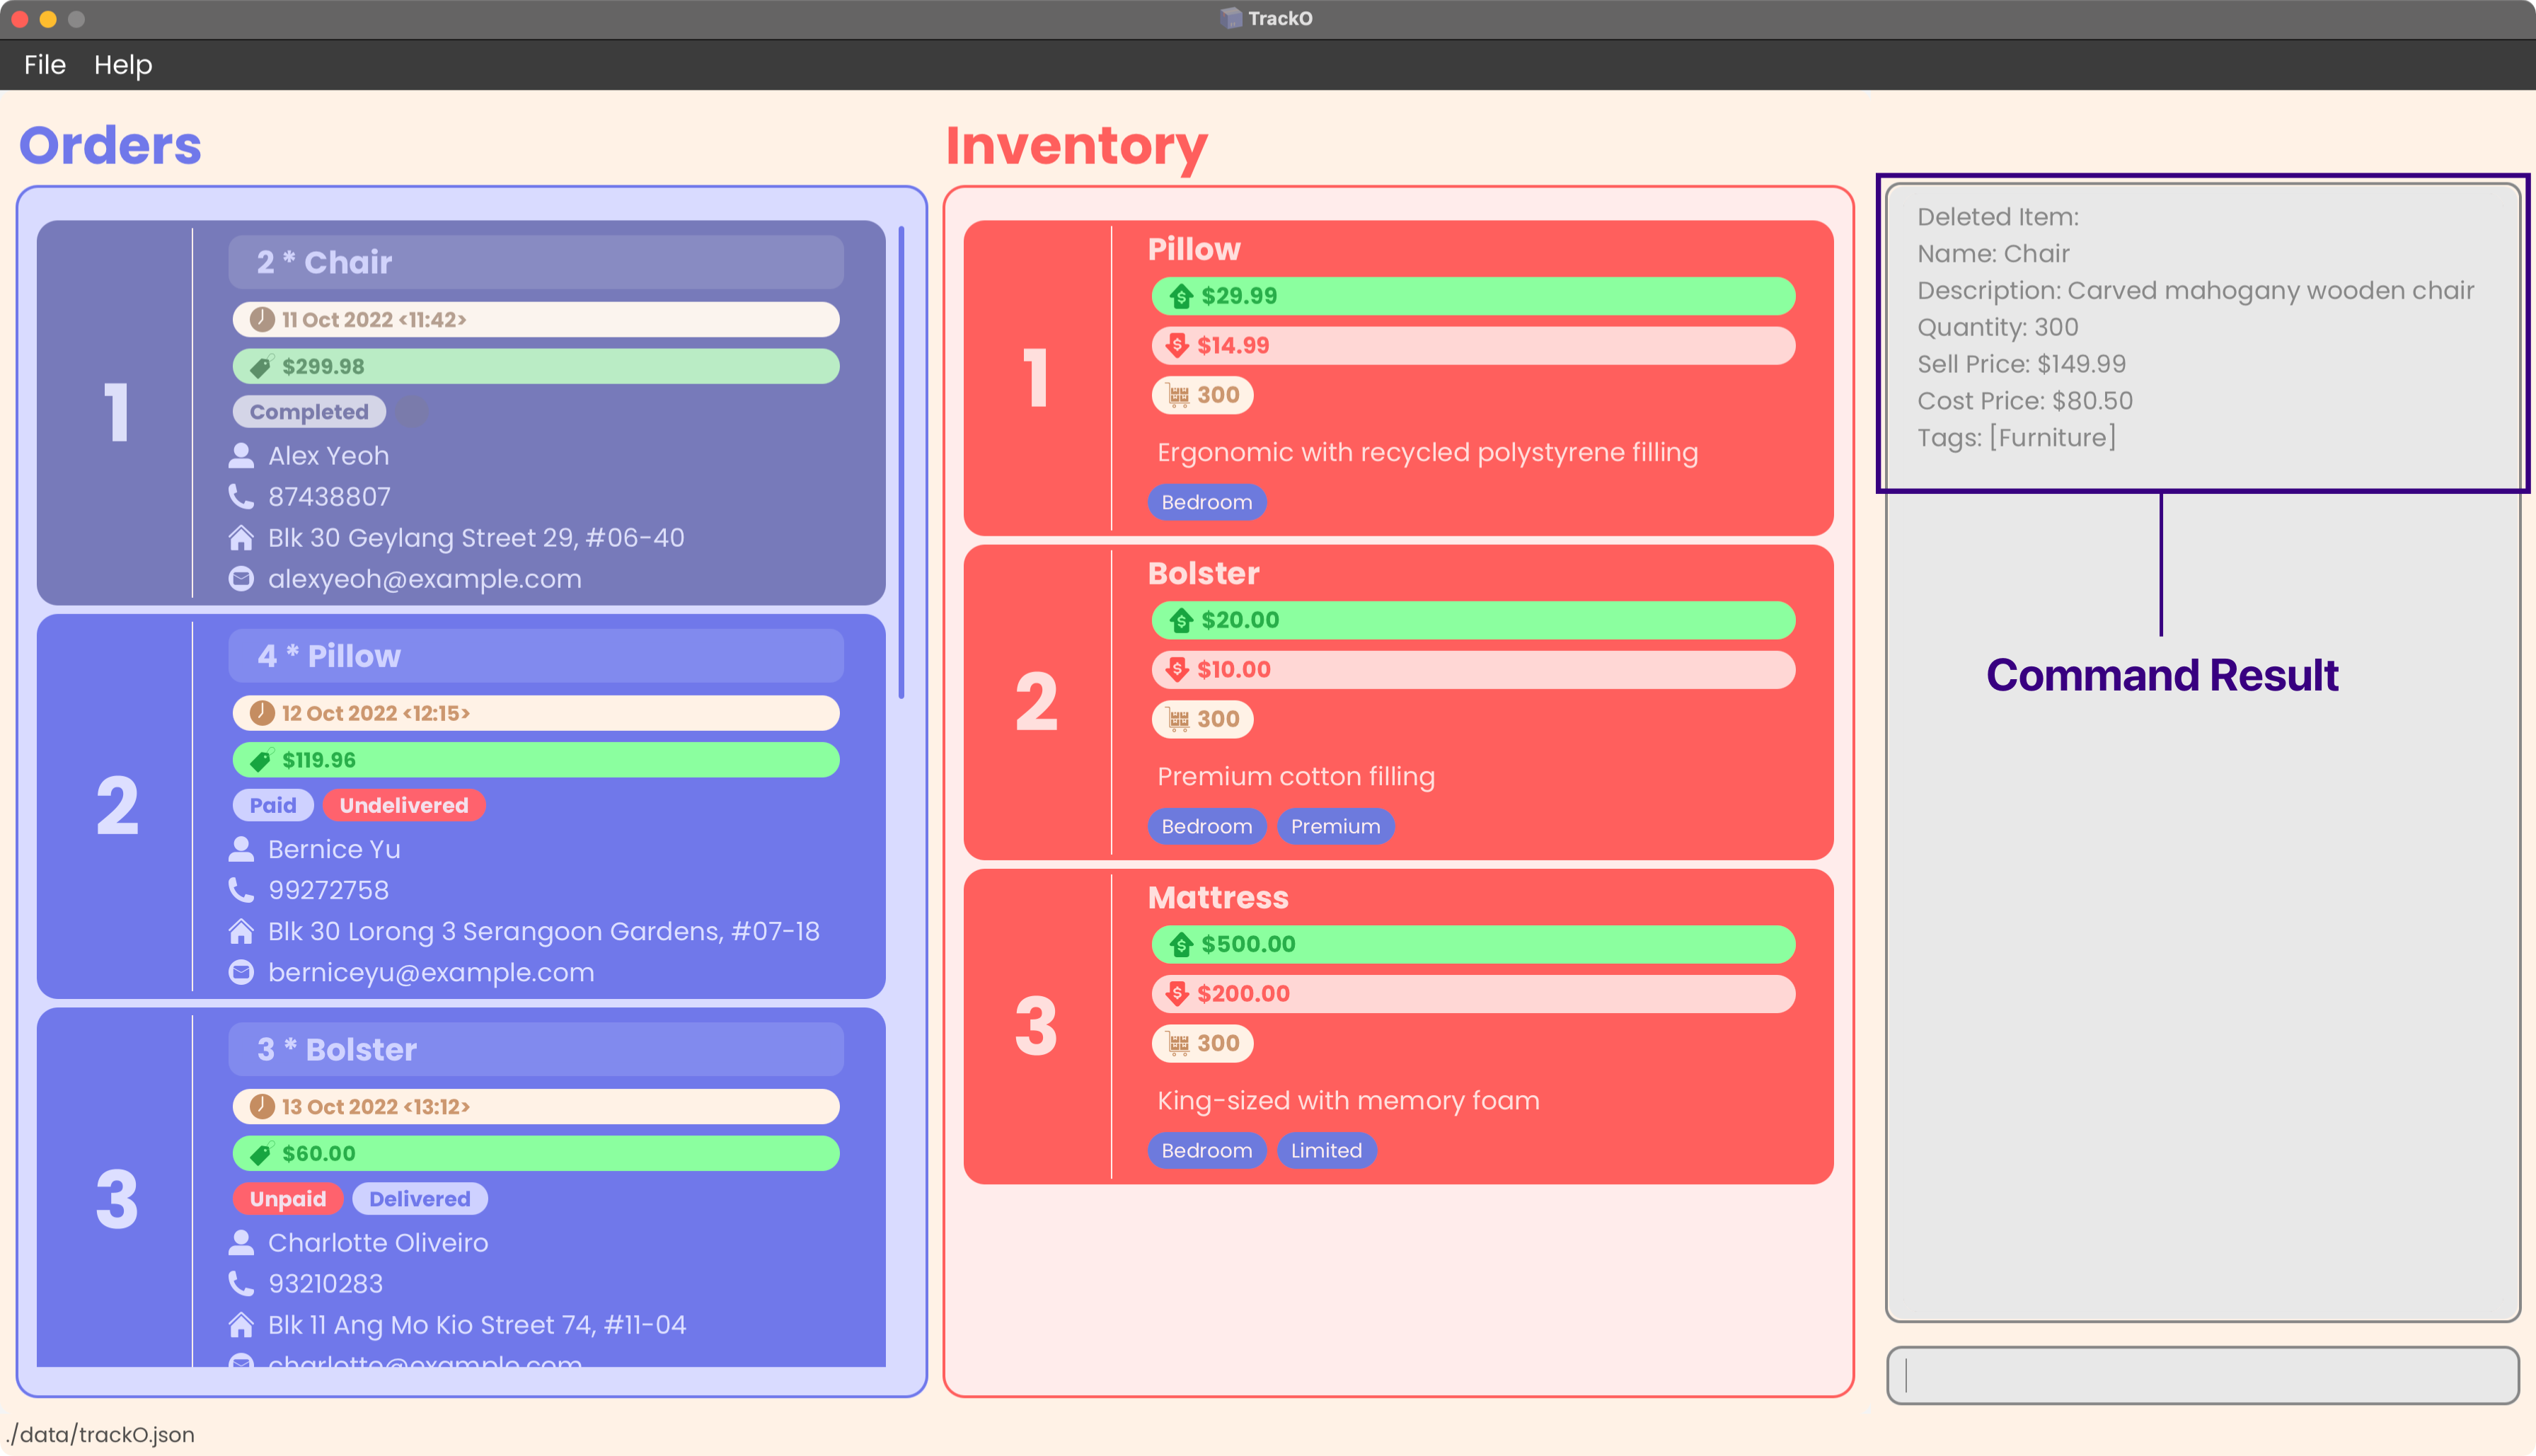 TrackO
File Help
Orders
2 * Chair
11 Oct 2022 <11:42>
$299.98
1
Completed
Alex Yeoh
87438807
Blk 30 Geylang Street 29, #06-40
alexyeoh@example.com
4 * Pillow
12 Oct 2022 <12:15>
$119.96
2
Paid Undelivered
Bernice Yu
99272758
Blk 30 Lorong 3 Serangoon Gardens, #07-18
berniceyu@example.com
3 * Bolster
13 Oct 2022 <13:12>
$60.00
3
Unpaid Delivered
Charlotte Oliveiro
93210283
Blk 11 Ang Mo Kio Street 74, #11-04
charlotte@example.com
Inventory
Pillow
$29.99
$14.99
1
300
Ergonomic with recycled polystyrene filling
Bedroom
Bolster
$20.00
$10.00
2
300
Premium cotton filling
Bedroom Premium
Mattress
$500.00
$200.00
3
300
King-sized with memory foam
Bedroom Limited
Deleted Item:
Name: Chair
Description: Carved mahogany wooden chair
Quantity: 300
Sell Price: $149.99
Cost Price: $80.50
Tags: [Furniture]
Command Result
./data/trackO.json